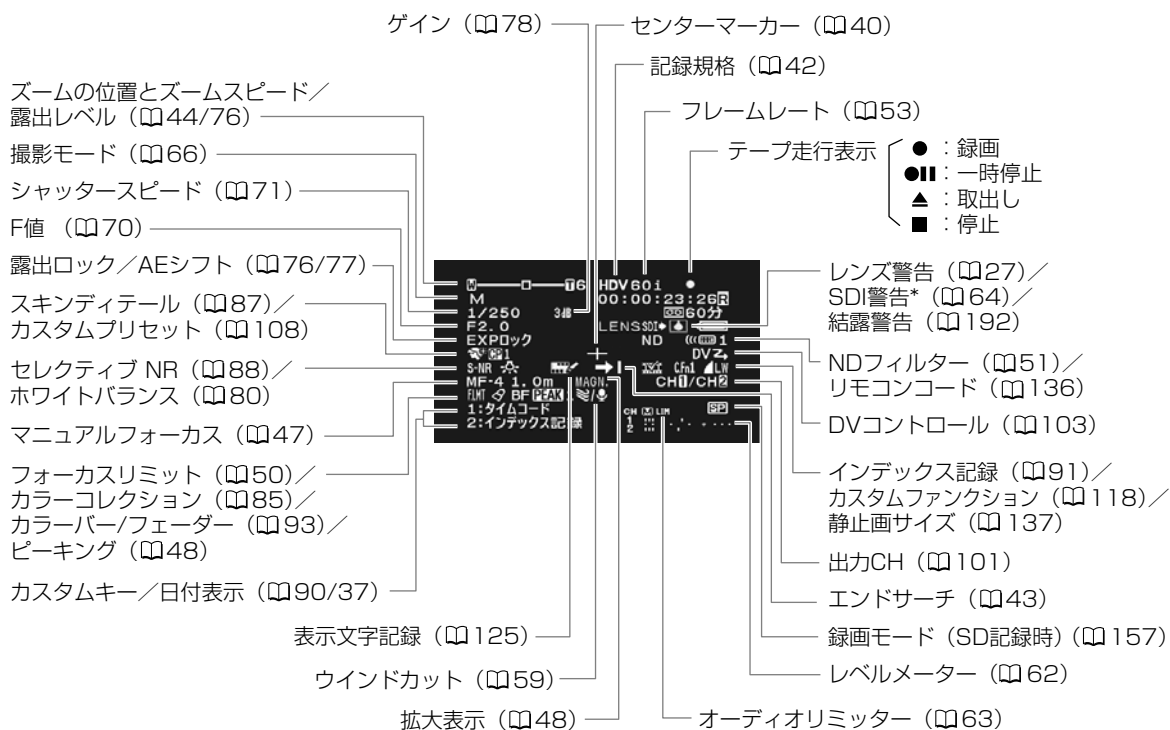 ゲイン（78）
センターマーカー（40）
記録規格（42）
フレームレート（53）
テープ走行表示
●：録画
●II：一時停止
▲：取出し
■：停止
ズームの位置とズームスピード／
露出レベル（44/76）
撮影モード（66）
シャッタースピード（71）
F値 （70）
露出ロック／AEシフト（76/77）
スキンディテール（87）／
カスタムプリセット（108）
セレクティブ NR（88）／
ホワイトバランス（80）
マニュアルフォーカス（47）
フォーカスリミット（50）／
カラーコレクション（85）／
カラーバー/フェーダー（93）／
ピーキング（48）
カスタムキー／日付表示（90/37）
表示文字記録（125）
ウインドカット（59）
拡大表示（48）
W T6 HDV60i ●
M 00:00:23:26R
1/250 3dB 60分
F2.0 LENS SDI
EXPロック ND 1
CP1 DV
S-NR CFn1 LW
MF-4 1.0m MAGN. CH1/CH2
FLMT BF PEAK
1:タイムコード SP
2:インデックス記録 CH M LIM
1
2
レンズ警告（27）／
SDI警告*（64）／
結露警告（192）
NDフィルター（51）／
リモコンコード（136）
DVコントロール（103）
インデックス記録（91）／
カスタムファンクション（118）／
静止画サイズ（137）
出力CH（101）
エンドサーチ（43）
録画モード（SD記録時）（157）
レベルメーター（62）
オーディオリミッター（63）